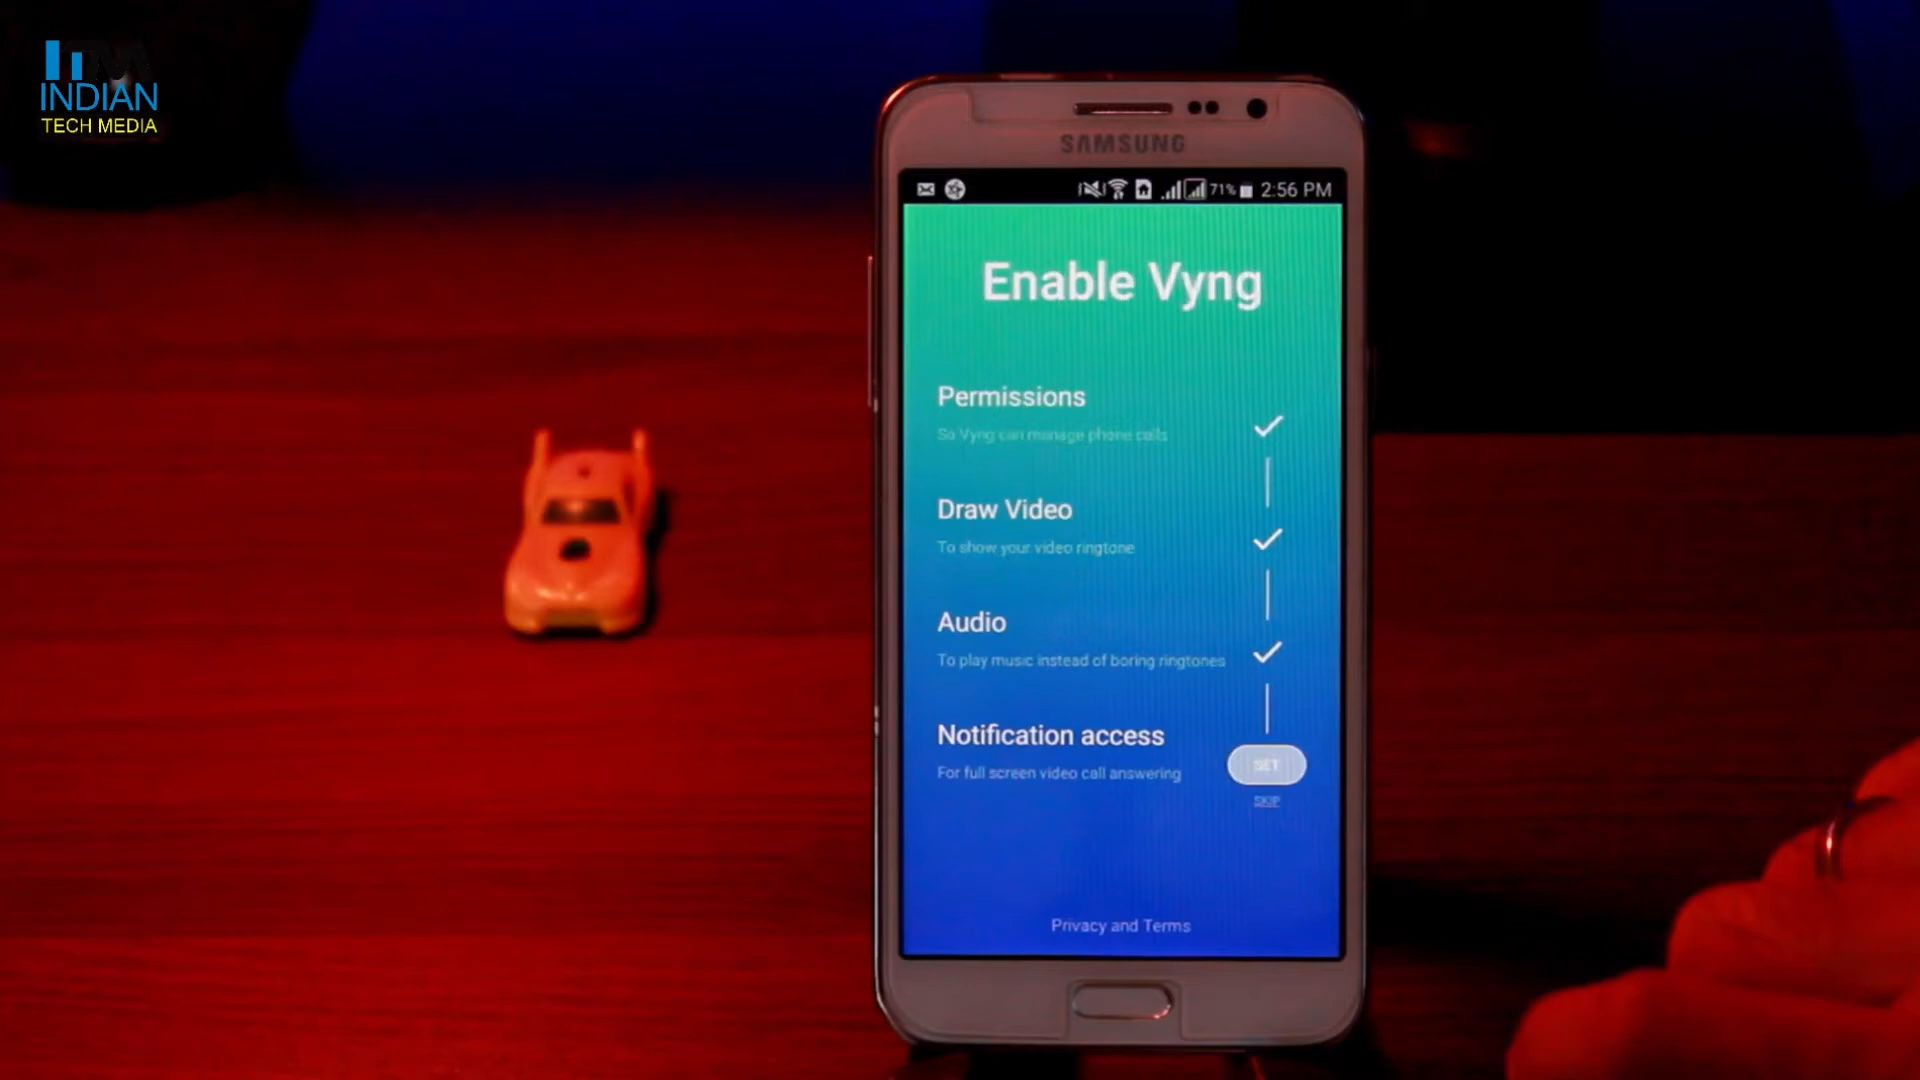 ITM
INDIAN
TECH MEDIA
SAMSUNG
71% 2:56 PM
Enable Vyng
Permissions
So Vyng can manage phone calls
Draw Video
To show your video ringtone
Audio
To play music instead of boring ringtones
Notification access
For full screen video call answering
SET
SKIP
Privacy and Terms